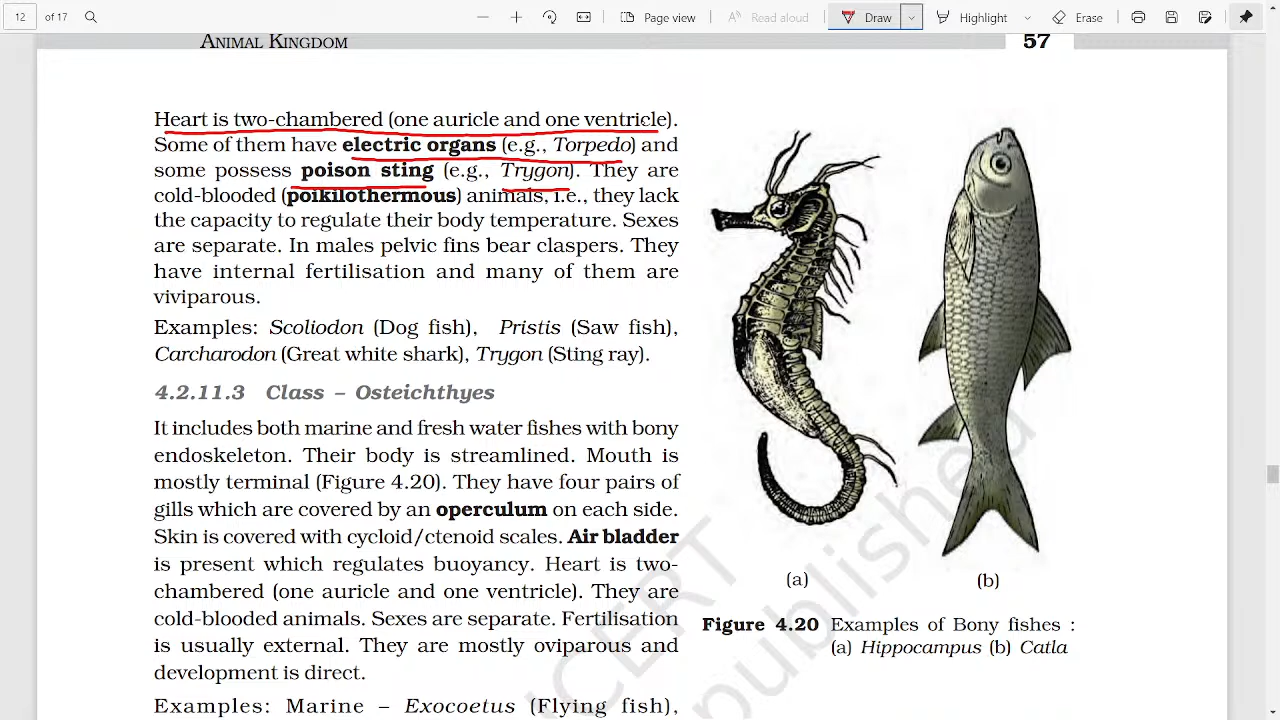 12 of 17 Page view Read aloud Draw Highlight Erase
ANIMAL KINGDOM 57
Heart is two-chambered (one auricle and one ventricle).
Some of them have electric organs (e.g., Torpedo) and
some possess poison sting (e.g., Trygon). They are
cold-blooded (poikilothermous) animals, i.e., they lack
the capacity to regulate their body temperature. Sexes
are separate. In males pelvic fins bear claspers. They
have internal fertilisation and many of them are
viviparous.
Examples: Scoliodon (Dog fish), Pristis (Saw fish),
Carcharodon (Great white shark), Trygon (Sting ray).
4.2.11.3 Class – Osteichthyes
It includes both marine and fresh water fishes with bony
endoskeleton. Their body is streamlined. Mouth is
mostly terminal (Figure 4.20). They have four pairs of
gills which are covered by an operculum on each side.
Skin is covered with cycloid/ctenoid scales. Air bladder
is present which regulates buoyancy. Heart is two-
chambered (one auricle and one ventricle). They are
cold-blooded animals. Sexes are separate. Fertilisation
is usually external. They are mostly oviparous and
development is direct.
Examples: Marine – Exocoetus (Flying fish),
(a) (b)
Figure 4.20 Examples of Bony fishes :
(a) Hippocampus (b) Catla
NCERT
published